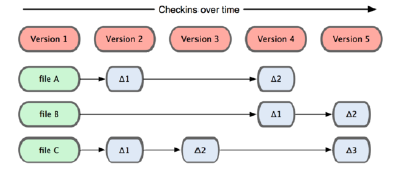 Checkins over time
Version 1 Version 2 Version 3 Version 4 Version 5
file A Δ1 Δ2
file B Δ1 Δ2
file C Δ1 Δ2 Δ3